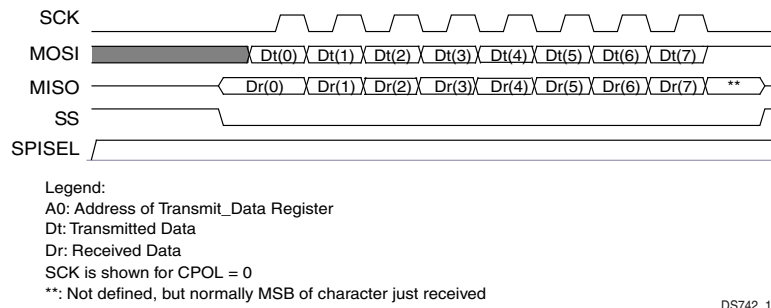 SCK
MOSI Dt(0) Dt(1) Dt(2) Dt(3) Dt(4) Dt(5) Dt(6) Dt(7)
MISO Dr(0) Dr(1) Dr(2) Dr(3) Dr(4) Dr(5) Dr(6) Dr(7) **
SS
SPISEL
Legend:
A0: Address of Transmit_Data Register
Dt: Transmitted Data
Dr: Received Data
SCK is shown for CPOL = 0
**: Not defined, but normally MSB of character just received
DS742_1